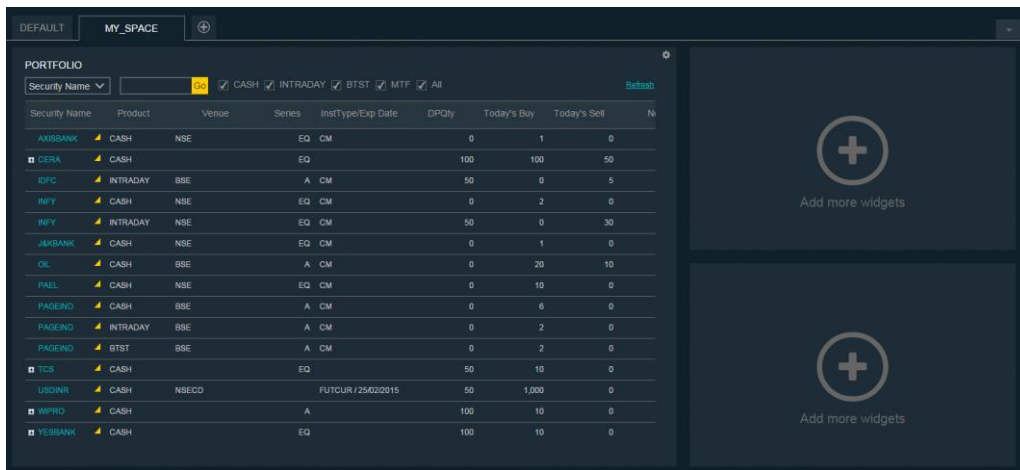 DEFAULT MY_SPACE
PORTFOLIO
Security Name Go CASH INTRADAY BTST MTF All Refresh
Security Name Product Venue Series InstType/Exp Date DPQty Today's Buy Today's Sell
AXISBANK CASH NSE EQ CM 0 1 0
CERA CASH EQ 100 100 50
IDFC INTRADAY BSE A CM 50 0 5
INFY CASH NSE EQ CM 0 2 0
INFY INTRADAY NSE EQ CM 50 0 30
J&KBANK CASH NSE EQ CM 0 1 0
OIL CASH BSE A CM 0 20 10
PAEL CASH NSE EQ CM 0 10 0
PAGEIND CASH BSE A CM 0 6 0
PAGEIND INTRADAY BSE A CM 0 2 0
PAGEIND BTST BSE A CM 0 2 0
TCS CASH EQ 50 10 0
USDINR CASH NSECD FUTCUR / 25/02/2015 50 1,000 0
WIPRO CASH A 100 10 0
YESBANK CASH EQ 100 10 0
Add more widgets
Add more widgets